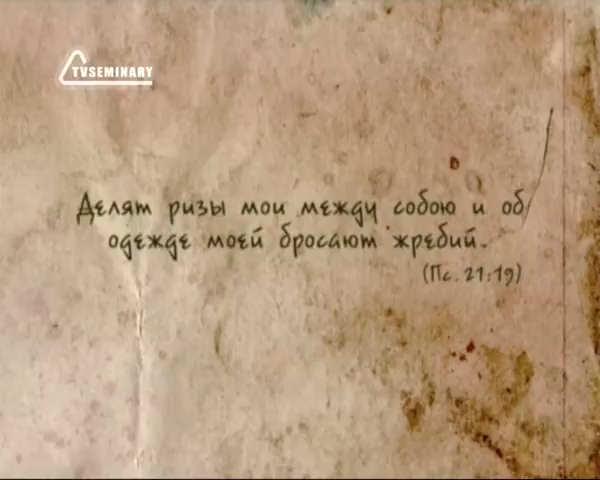 TVSEMINARY
Делят ризы мои между собою и об
одежде моей бросают жребий.
(Пс. 21:19)